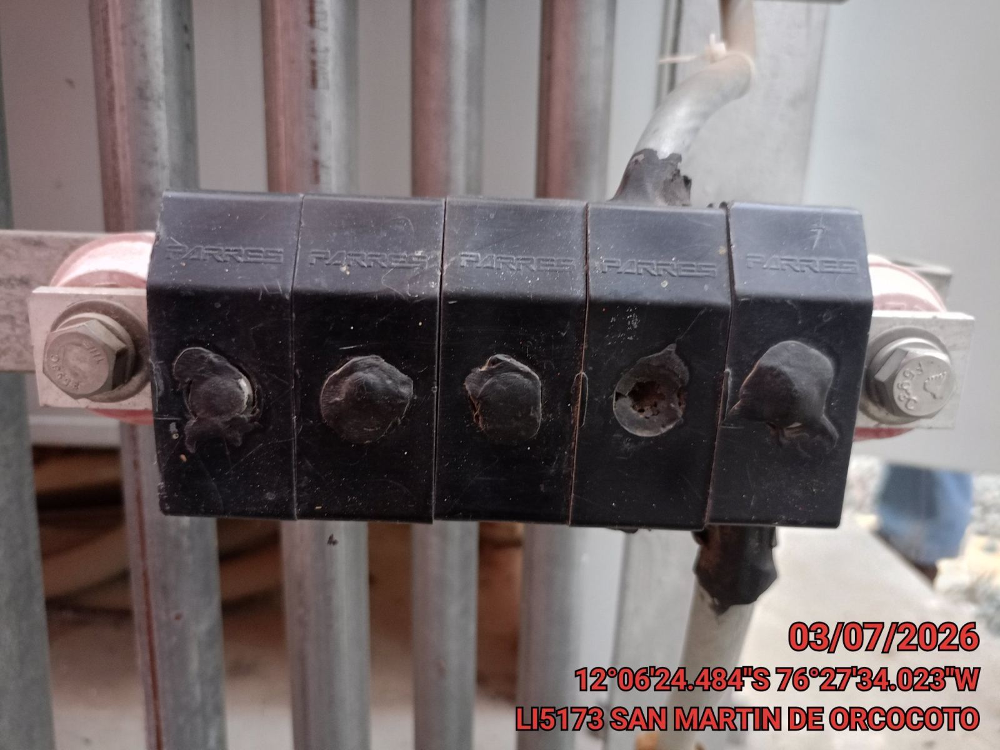 PARRES PARRES PARRES PARRES PARRES
7
03/07/2026
12°06'24.484"S 76°27'34.023"W
LI5173 SAN MARTIN DE ORCOCOTO